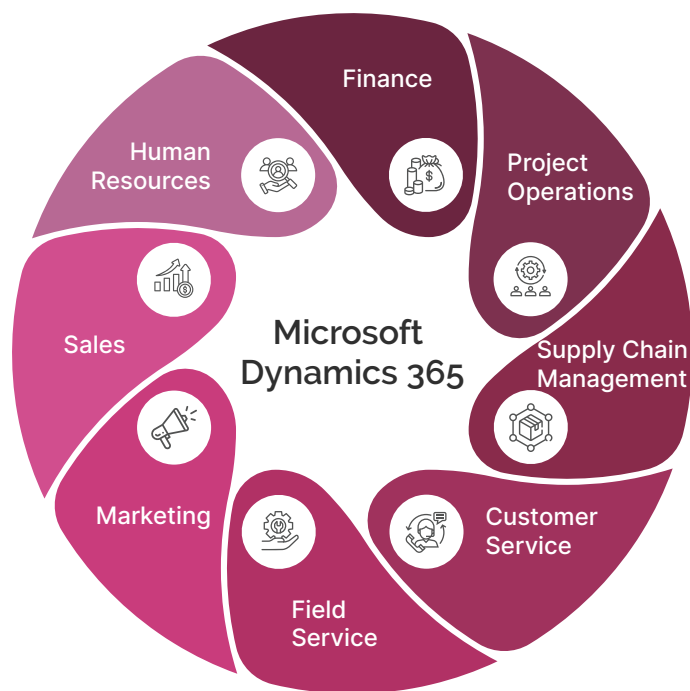 Finance
Project
Operations
Supply Chain
Management
Customer
Service
Field
Service
Marketing
Sales
Human
Resources
Microsoft
Dynamics 365
$
$